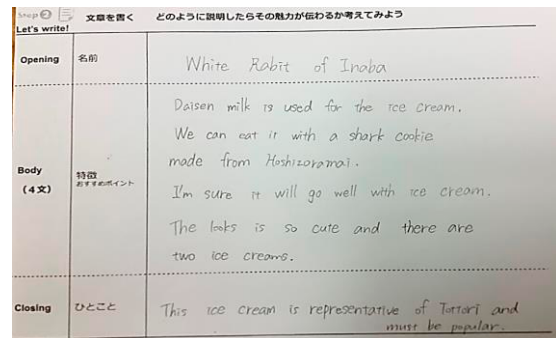 Step 2 文章を書く どのように説明したらその魅力が伝わるか考えてみよう
Let's write!
Opening 名前 White Rabit of Inaba
Body
(4文)
特徴
おすすめポイント
Daisen milk is used for the ice cream.
We can eat it with a shark cookie
made from Hoshizoramai.
I'm sure it will go well with ice cream.
The looks is so cute and there are
two ice creams.
Closing ひとこと This ice cream is representative of Tottori and
must be popular.